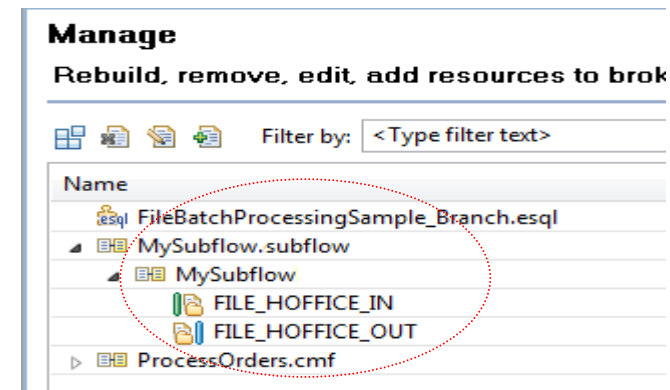 Manage
Rebuild, remove, edit, add resources to brok
Filter by: <Type filter text>
Name
esql FileBatchProcessingSample_Branch.esql
MySubflow.subflow
MySubflow
FILE_HOFFICE_IN
FILE_HOFFICE_OUT
ProcessOrders.cmf